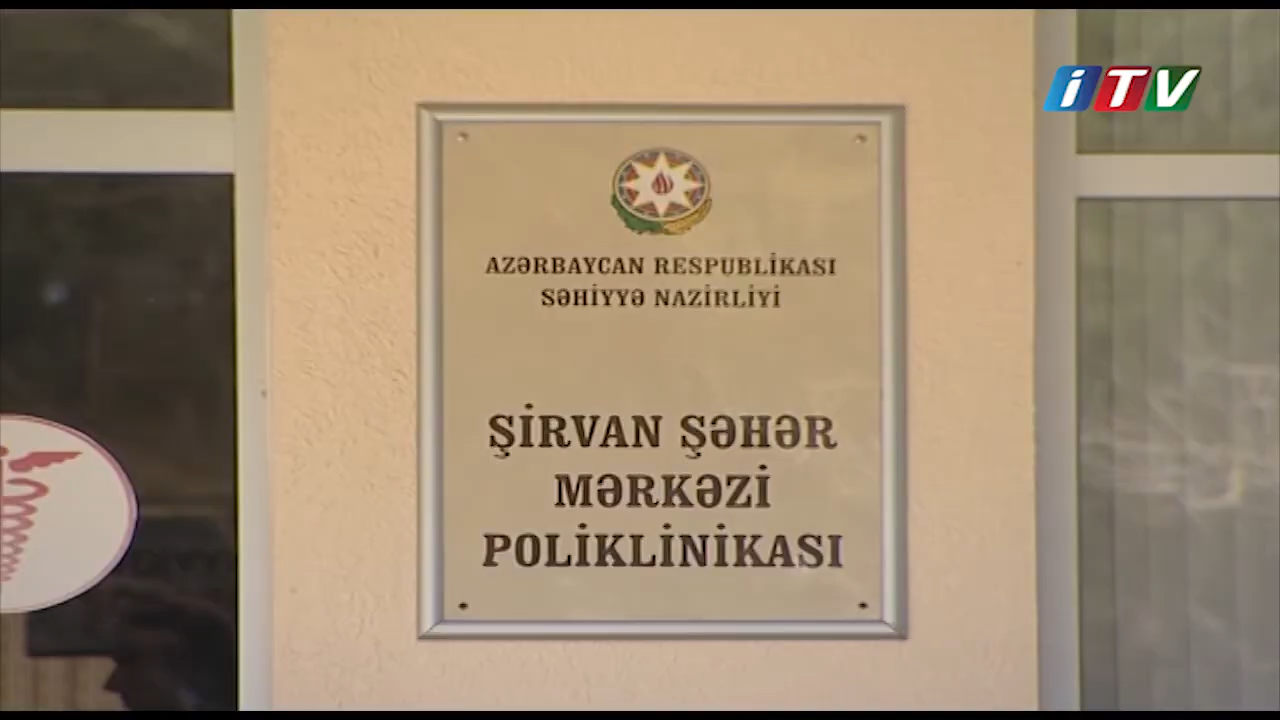 iTV
AZƏRBAYCAN RESPUBLİKASI
SƏHİYYƏ NAZİRLİYİ
ŞİRVAN ŞƏHƏR
MƏRKƏZİ
POLİKLİNİKASI